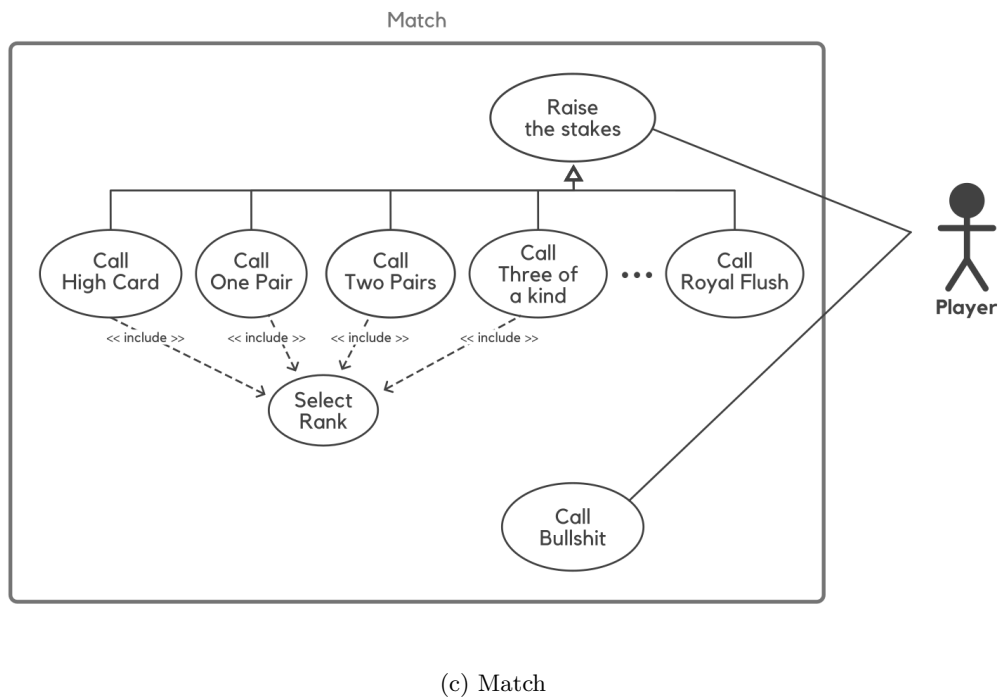 Match
Raise
the stakes
Call
High Card
Call
One Pair
Call
Two Pairs
Call
Three of
a kind
...
Call
Royal Flush
Player
<< include >>
<< include >>
<< include >>
<< include >>
Select
Rank
Call
Bullshit
(c) Match